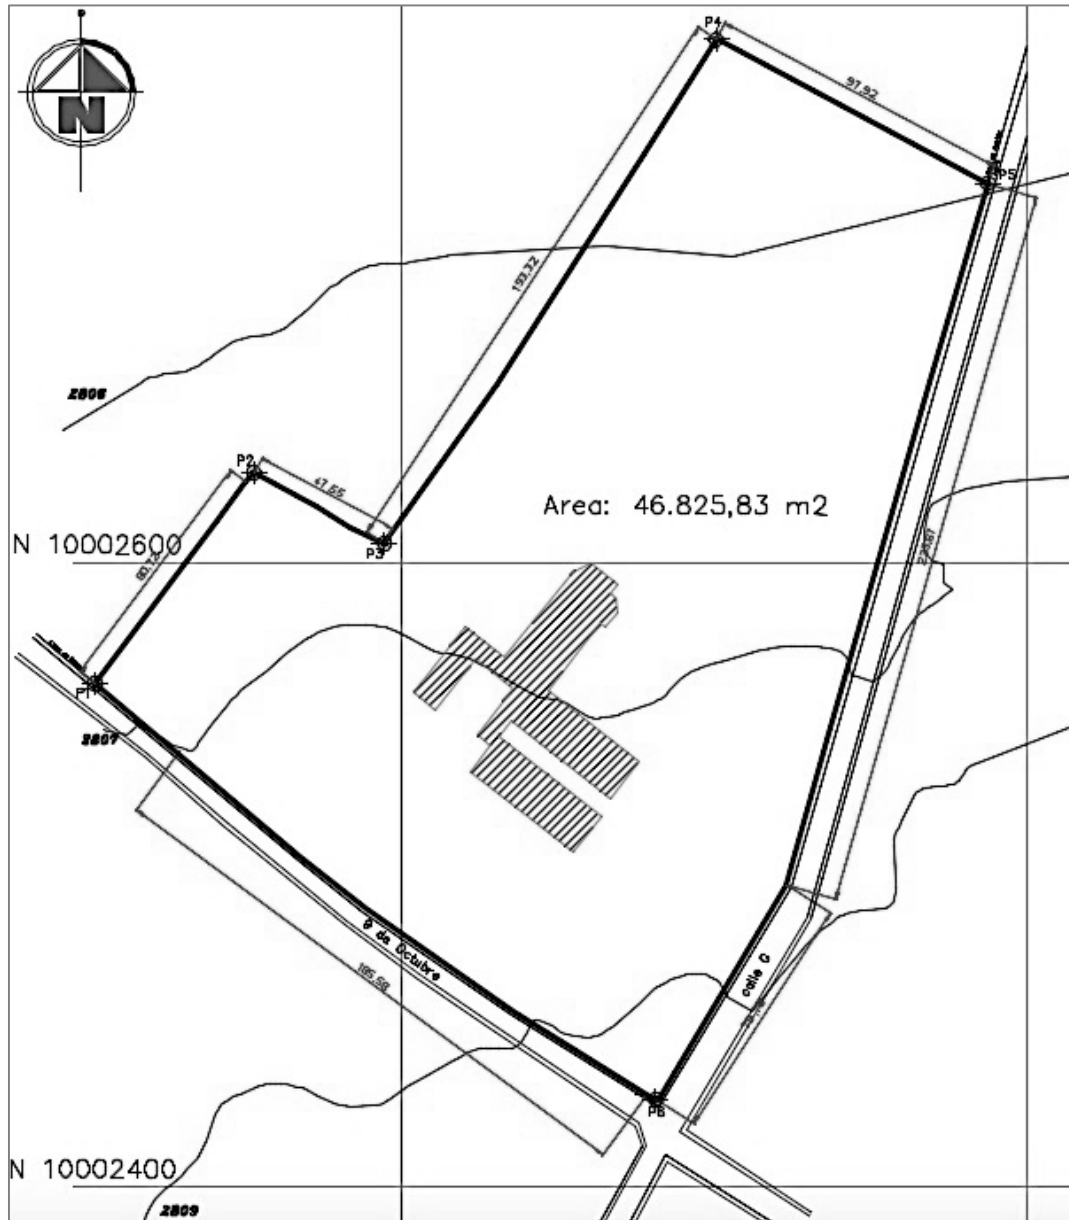 N
P4
97,92
P5
193,32
2806
P2
47,65
Area: 46.825,83 m2
N 10002600
P3
P1
2807
9 de Octubre
195,58
calle G
P6
N 10002400
2809